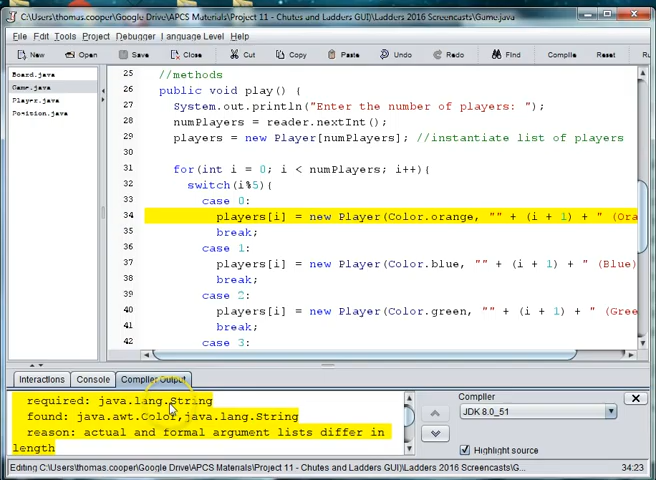 C:\Users\thomas.cooper\Google Drive\APCS Materials\Project 11 - Chutes and Ladders GUI\Ladders 2016 Screencasts\Game.java
File Edit Tools Project Debugger Language Level Help
New Open Save Close Cut Copy Paste Undo Redo Find Compile Reset Ru
Board.java
Game.java
Player.java
Position.java
25 //methods
26 public void play() {
27 System.out.println("Enter the number of players: ");
28 numPlayers = reader.nextInt();
29 players = new Player[numPlayers]; //instantiate list of players
30
31 for(int i = 0; i < numPlayers; i++){
32 switch(i%5){
33 case 0:
34 players[i] = new Player(Color.orange, "" + (i + 1) + " (Ora
35 break;
36 case 1:
37 players[i] = new Player(Color.blue, "" + (i + 1) + " (Blue)
38 break;
39 case 2:
40 players[i] = new Player(Color.green, "" + (i + 1) + " (Gree
41 break;
42 case 3:
Interactions Console Compiler Output
required: java.lang.String
found: java.awt.Color,java.lang.String
reason: actual and formal argument lists differ in
length
Compiler
JDK 8.0_51
Highlight source
Editing C:\Users\thomas.cooper\Google Drive\APCS Materials\Project 11 - Chutes and Ladders GUI\Ladders 2016 Screencasts\G...
34:23